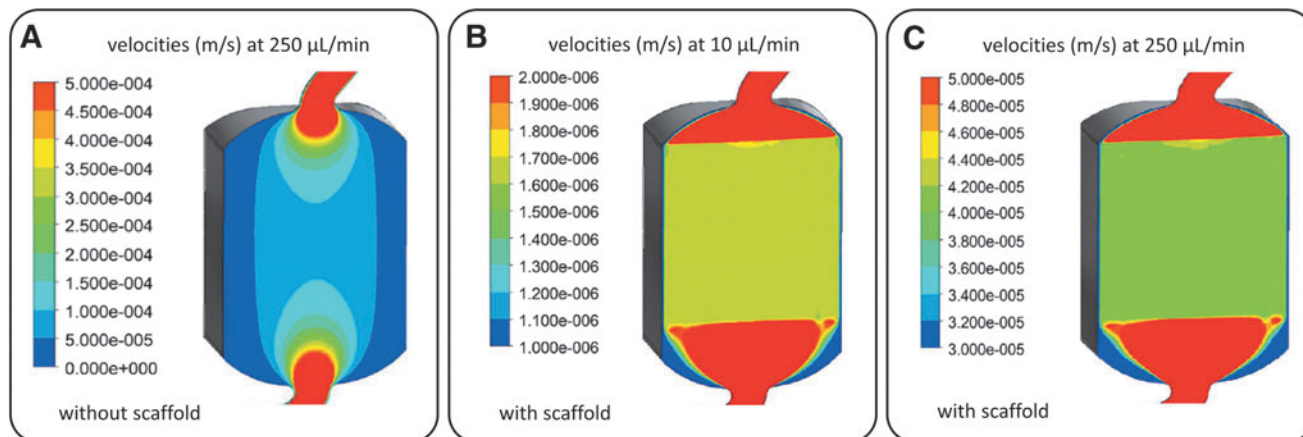 A
velocities (m/s) at 250 µL/min
5.000e-004
4.500e-004
4.000e-004
3.500e-004
3.000e-004
2.500e-004
2.000e-004
1.500e-004
1.000e-004
5.000e-005
0.000e+000
without scaffold
B
velocities (m/s) at 10 µL/min
2.000e-006
1.900e-006
1.800e-006
1.700e-006
1.600e-006
1.500e-006
1.400e-006
1.300e-006
1.200e-006
1.100e-006
1.000e-006
with scaffold
C
velocities (m/s) at 250 µL/min
5.000e-005
4.800e-005
4.600e-005
4.400e-005
4.200e-005
4.000e-005
3.800e-005
3.600e-005
3.400e-005
3.200e-005
3.000e-005
with scaffold